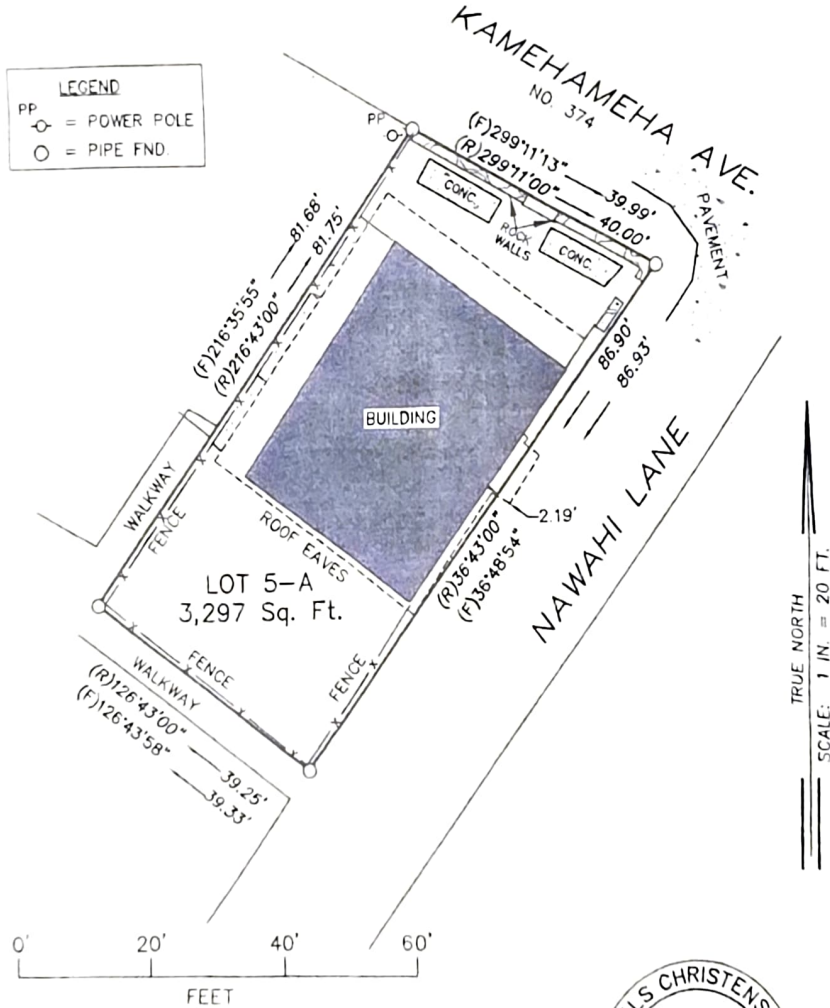 KAMEHAMEHA AVE.
NO. 374
LEGEND
PP
= POWER POLE
= PIPE FND.
PP
(F)299°11'13" 39.99'
(R)299°11'00" 40.00'
CONC.
ROCK
WALLS
CONC.
PAVEMENT
(F)216°35'55" 81.68'
(R)216°43'00" 81.75'
86.90'
86.93'
BUILDING
NAWAHI LANE
WALKWAY
FENCE
2.19'
(R)36°43'00"
(F)36°48'54"
ROOF EAVES
LOT 5-A
3,297 Sq. Ft.
FENCE
FENCE
WALKWAY
(R)126°43'00" 39.25'
(F)126°43'58" 39.33'
TRUE NORTH
SCALE: 1 IN. = 20 FT.
0' 20' 40' 60'
FEET
LS CHRISTENS